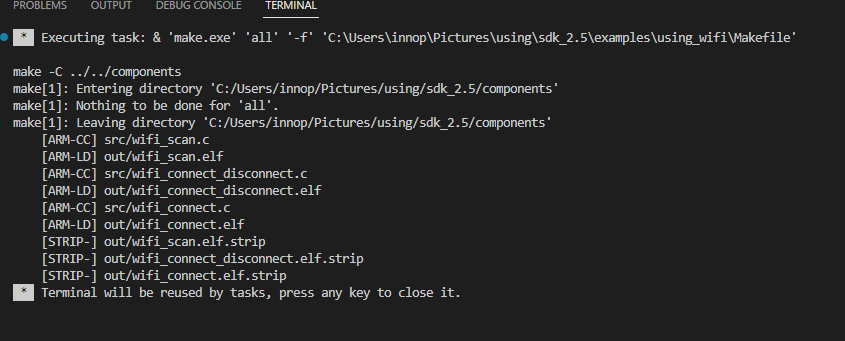 PROBLEMS OUTPUT DEBUG CONSOLE TERMINAL
* Executing task: & 'make.exe' 'all' '-f' 'C:\Users\innop\Pictures\using\sdk_2.5\examples\using_wifi\Makefile'
make -C ../../components
make[1]: Entering directory 'C:/Users/innop/Pictures/using/sdk_2.5/components'
make[1]: Nothing to be done for 'all'.
make[1]: Leaving directory 'C:/Users/innop/Pictures/using/sdk_2.5/components'
[ARM-CC] src/wifi_scan.c
[ARM-LD] out/wifi_scan.elf
[ARM-CC] src/wifi_connect_disconnect.c
[ARM-LD] out/wifi_connect_disconnect.elf
[ARM-CC] src/wifi_connect.c
[ARM-LD] out/wifi_connect.elf
[STRIP-] out/wifi_scan.elf.strip
[STRIP-] out/wifi_connect_disconnect.elf.strip
[STRIP-] out/wifi_connect.elf.strip
* Terminal will be reused by tasks, press any key to close it.